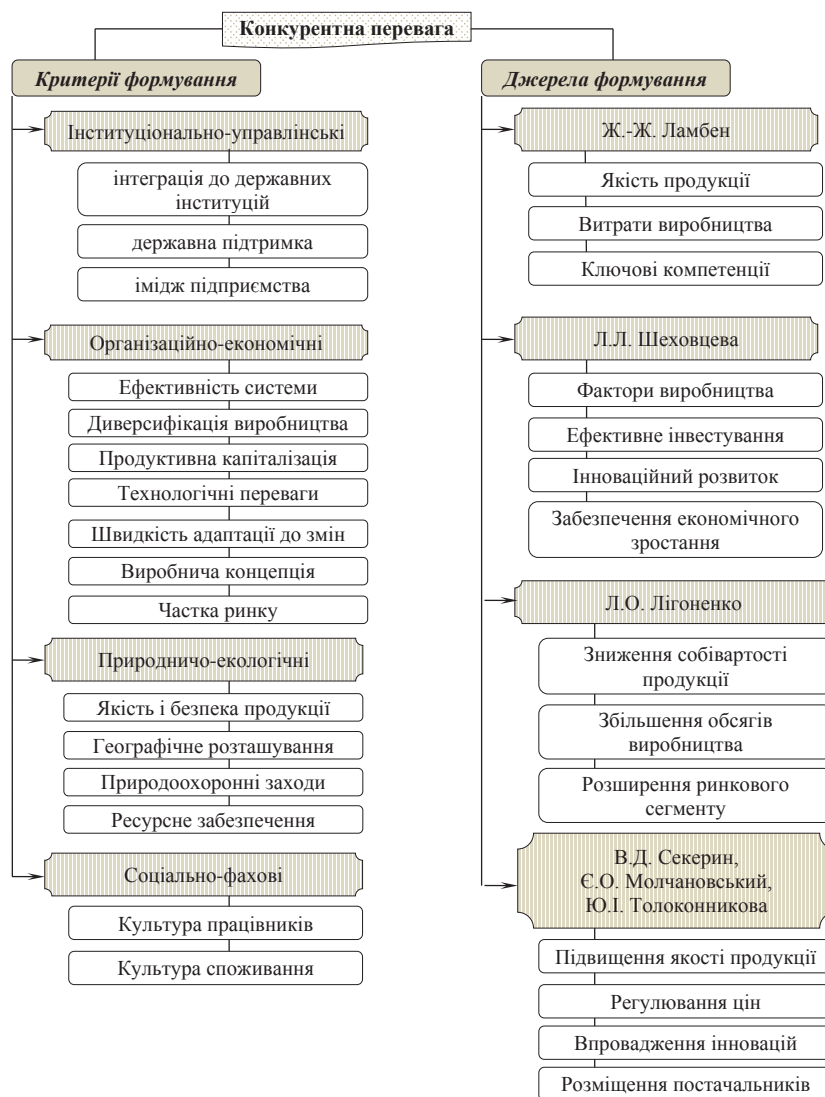 Конкурентна перевага
Критерії формування
Інституціонально-управлінські
інтеграція до державних
інституцій
державна підтримка
імідж підприємства
Організаційно-економічні
Ефективність системи
Диверсифікація виробництва
Продуктивна капіталізація
Технологічні переваги
Швидкість адаптації до змін
Виробнича концепція
Частка ринку
Природничо-екологічні
Якість і безпека продукції
Географічне розташування
Природоохоронні заходи
Ресурсне забезпечення
Соціально-фахові
Культура працівників
Культура споживання
Джерела формування
Ж.-Ж. Ламбен
Якість продукції
Витрати виробництва
Ключові компетенції
Л.Л. Шеховцева
Фактори виробництва
Ефективне інвестування
Інноваційний розвиток
Забезпечення економічного
зростання
Л.О. Лігоненко
Зниження собівартості
продукції
Збільшення обсягів
виробництва
Розширення ринкового
сегменту
В.Д. Секерин,
Є.О. Молчановський,
Ю.І. Толоконникова
Підвищення якості продукції
Регулювання цін
Впровадження інновацій
Розміщення постачальників